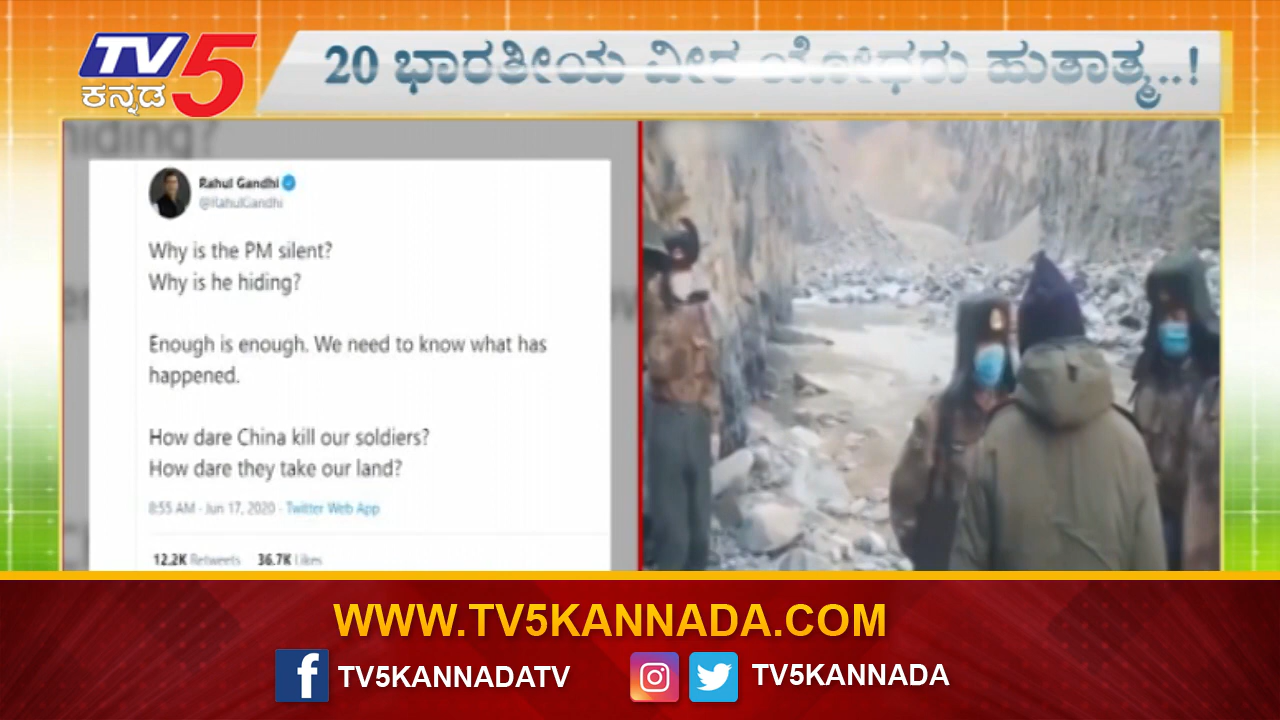 TV5
ಕನ್ನಡ
20 ಭಾರತೀಯ ವೀರ ಯೋಧರು ಹುತಾತ್ಮ..!
hiding?
Rahul Gandhi
@RahulGandhi
Why is the PM silent?
Why is he hiding?
Enough is enough. We need to know what has
happened.
How dare China kill our soldiers?
How dare they take our land?
8:55 AM · Jun 17, 2020 · Twitter Web App
12.2K Retweets 36.7K Likes
WWW.TV5KANNADA.COM
f TV5KANNADATV
TV5KANNADA